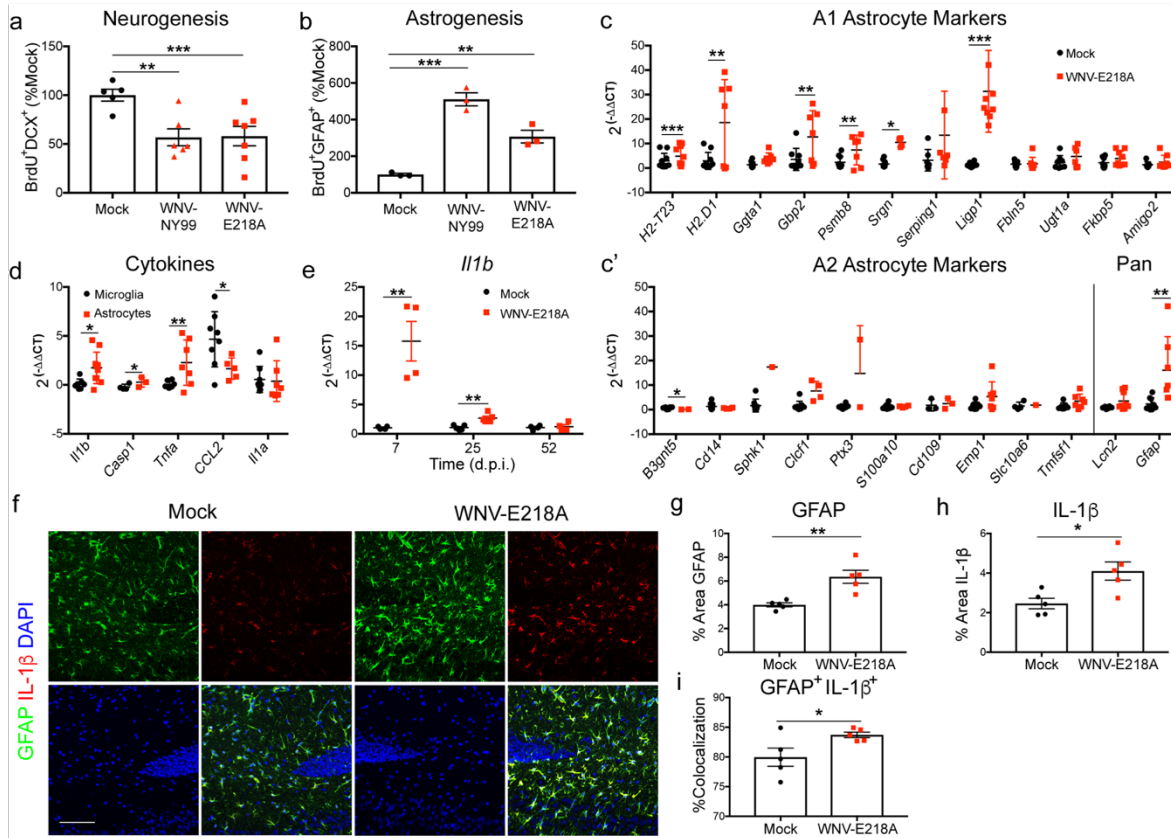 a
Neurogenesis
BrdU⁺DCX⁺ (%Mock)
150
100
50
0
***
**
Mock
WNV-
NY99
WNV-
E218A
b
Astrogenesis
BrdU⁺GFAP⁺ (%Mock)
800
600
400
200
0
**
***
Mock
WNV-
NY99
WNV-
E218A
c
A1 Astrocyte Markers
2^(-ΔΔCT)
50
40
30
20
10
0
-10
Mock
WNV-E218A
***
**
**
**
*
***
H2-T23
H2.D1
Ggta1
Gbp2
Psmb8
Srgn
Serping1
Ligp1
Fbln5
Ugt1a
Fkbp5
Amigo2
d
Cytokines
2^(-ΔΔCT)
10
5
0
-5
Microglia
Astrocytes
*
*
**
*
Il1b
Casp1
Tnfa
CCL2
Il1a
e
Il1b
2^(-ΔΔCT)
25
20
15
10
5
0
**
**
Mock
WNV-E218A
7
25
52
Time (d.p.i.)
c'
A2 Astrocyte Markers
Pan
2^(-ΔΔCT)
50
40
30
20
10
0
-10
*
**
B3gnt5
Cd14
Sphk1
Clcf1
Ptx3
S100a10
Cd109
Emp1
Slc10a6
Tmfsf1
Lcn2
Gfap
f
Mock
WNV-E218A
GFAP IL-1β DAPI
g
GFAP
% Area GFAP
10
8
6
4
2
0
**
Mock
WNV-E218A
h
IL-1β
% Area IL-1β
6
4
2
0
*
Mock
WNV-E218A
i
GFAP⁺ IL-1β⁺
%Colocalization
90
85
80
75
70
*
Mock
WNV-E218A